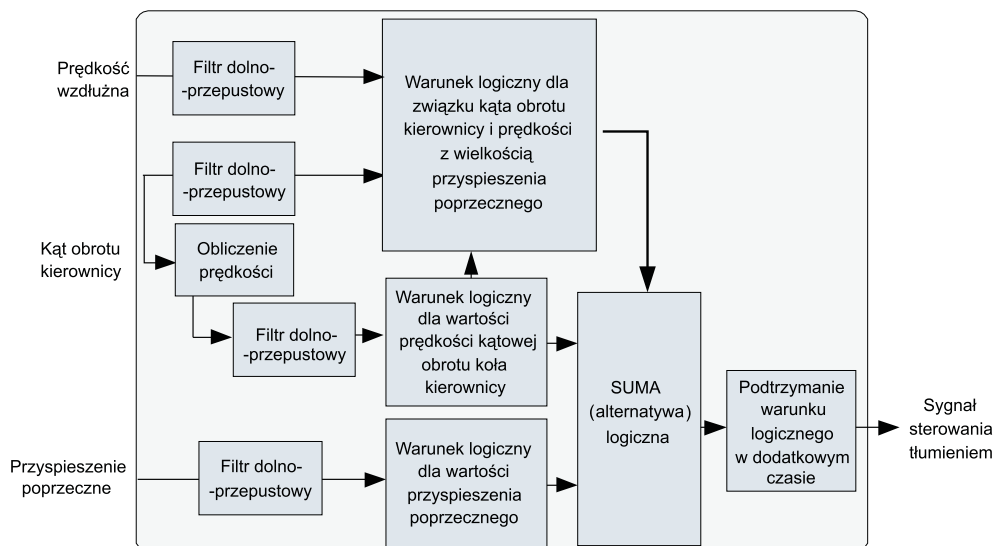 Prędkość
wzdłużna
Filtr dolno-
-przepustowy
Warunek logiczny dla
związku kąta obrotu
kierownicy i prędkości
z wielkością
przyspieszenia
poprzecznego
Filtr dolno-
-przepustowy
Kąt obrotu
kierownicy
Obliczenie
prędkości
Filtr dolno-
-przepustowy
Warunek logiczny
dla wartości
prędkości kątowej
obrotu koła
kierownicy
SUMA
(alternatywa)
logiczna
Podtrzymanie
warunku
logicznego
w dodatkowym
czasie
Sygnał
sterowania
tłumieniem
Przyspieszenie
poprzeczne
Filtr dolno-
-przepustowy
Warunek logiczny
dla wartości
przyspieszenia
poprzecznego